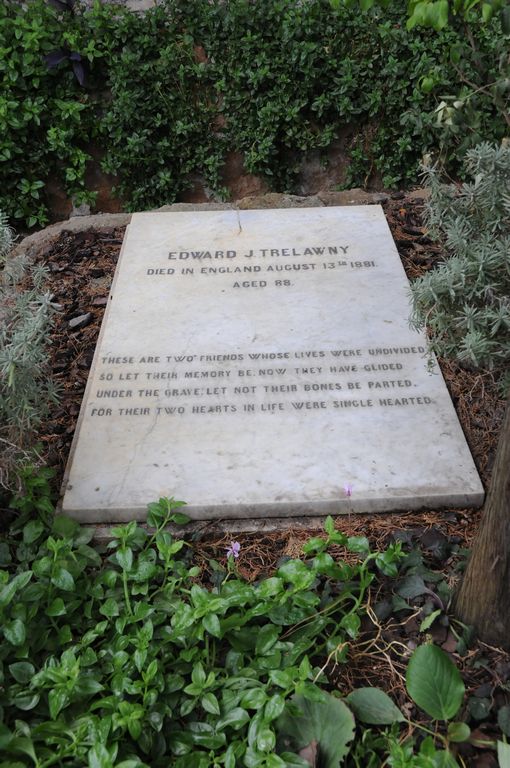 EDWARD J. TRELAWNY
DIED IN ENGLAND AUGUST 13TH 1881.
AGED 88.
THESE ARE TWO FRIENDS WHOSE LIVES WERE UNDIVIDED.
SO LET THEIR MEMORY BE. NOW THEY HAVE GLIDED
UNDER THE GRAVE: LET NOT THEIR BONES BE PARTED.
FOR THEIR TWO HEARTS IN LIFE WERE SINGLE HEARTED.